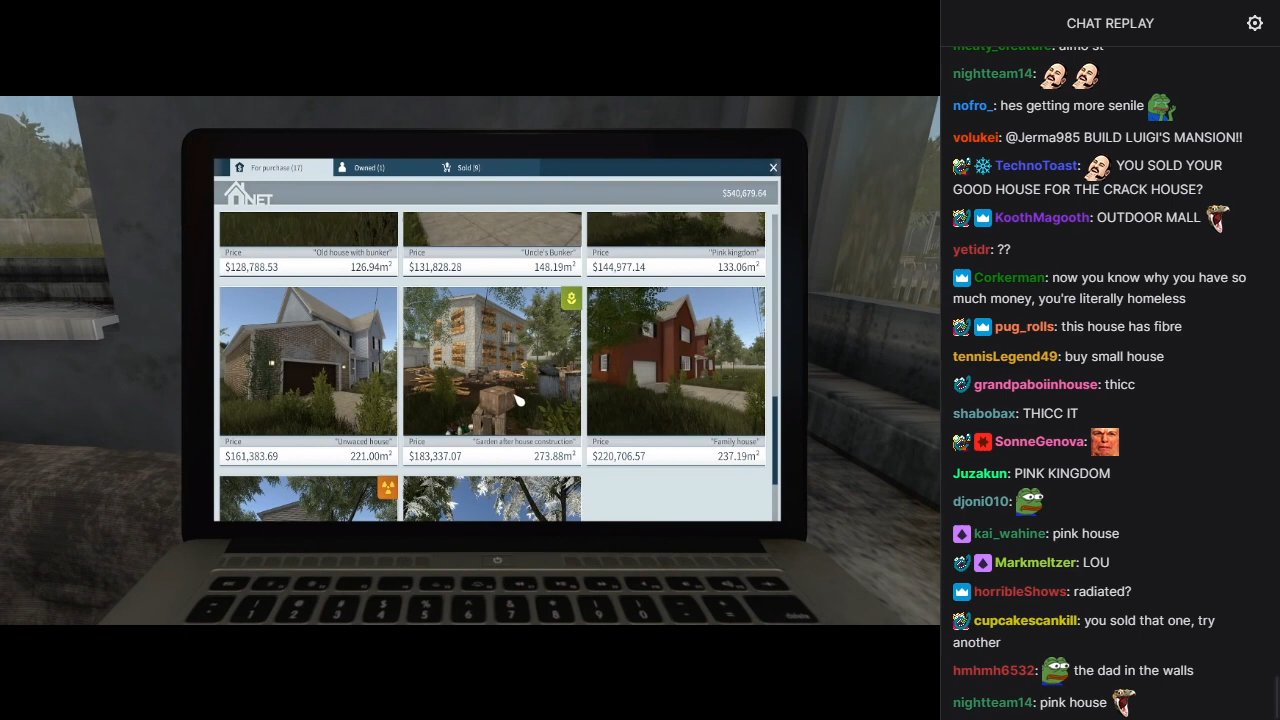 CHAT REPLAY
For purchase (17)
Owned (1)
Sold (9)
NET
$540,679.64
Price "Old house with bunker"
$128,788.53 126.94m²
Price "Uncle's Bunker"
$131,828.28 148.19m²
Price "Pink kingdom"
$144,977.14 133.06m²
Price "Unwaced house"
$161,383.69 221.00m²
Price "Garden after house construction"
$183,337.07 273.88m²
Price "Family house"
$220,706.57 237.19m²
nightteam14:
nofro_: hes getting more senile
volukei: @Jerma985 BUILD LUIGI'S MANSION!!
TechnoToast: YOU SOLD YOUR
GOOD HOUSE FOR THE CRACK HOUSE?
KoothMagooth: OUTDOOR MALL
yetidr: ??
Corkerman: now you know why you have so
much money, you're literally homeless
pug_rolls: this house has fibre
tennisLegend49: buy small house
grandpaboiinhouse: thicc
shabobax: THICC IT
SonneGenova:
Juzakun: PINK KINGDOM
djoni010:
kai_wahine: pink house
Markmeltzer: LOU
horribleShows: radiated?
cupcakescankill: you sold that one, try
another
hmhmh6532: the dad in the walls
nightteam14: pink house